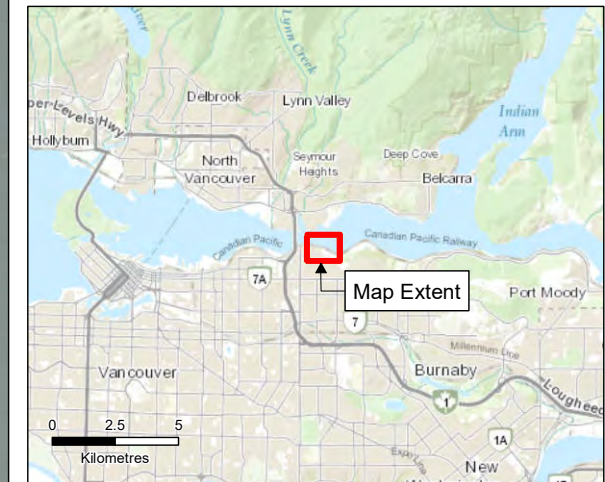 Lynn Creek
Delbrook
Lynn Valley
Indian
Arm
per-Levels Hwy
Hollyburn
North
Vancouver
Seymour
Heights
Deep Cove
Belcarra
Canadian Pacific
Canadian Pacific Railway
7A
Map Extent
Port Moody
7
Millennium Line
Vancouver
Burnaby
1
Lougheed
0 2.5 5
Kilometres
1A
Expo Line
New